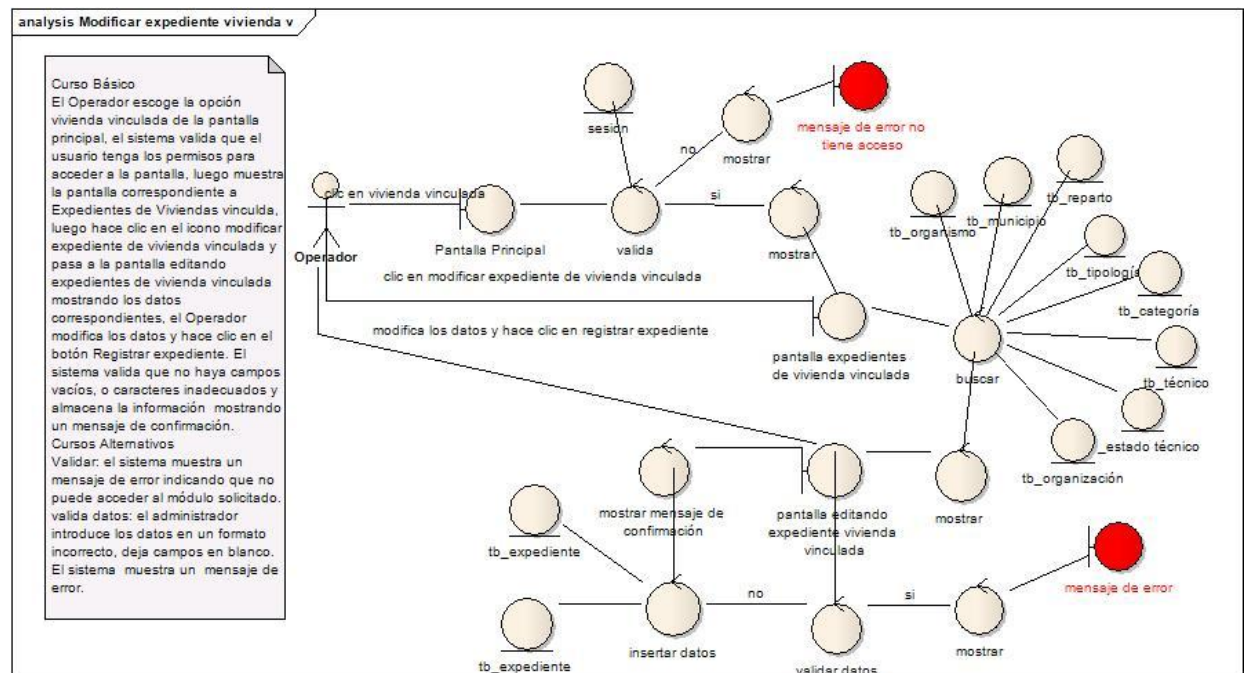 analysis Modificar expediente vivienda v
Curso Básico
El Operador escoge la opción
vivienda vinculada de la pantalla
principal, el sistema valida que el
usuario tenga los permisos para
acceder a la pantalla, luego muestra
la pantalla correspondiente a
Expedientes de Viviendas vinculda,
luego hace clic en el icono modificar
expediente de vivienda vinculada y
pasa a la pantalla editando
expedientes de vivienda vinculada
mostrando los datos
correspondientes, el Operador
modifica los datos y hace clic en el
botón Registrar expediente. El
sistema valida que no haya campos
vacíos, o caracteres inadecuados y
almacena la información mostrando
un mensaje de confirmación.
Cursos Alternativos
Validar: el sistema muestra un
mensaje de error indicando que no
puede acceder al módulo solicitado.
valida datos: el administrador
introduce los datos en un formato
incorrecto, deja campos en blanco.
El sistema muestra un mensaje de
error.
sesion
no
mostrar
mensaje de error no
tiene acceso
clic en vivienda vinculada
Operador
Pantalla Principal
valida
si
mostrar
tb_organismo
tb_municipio
tb_reparto
tb_tipología
tb_categoría
tb_técnico
_estado técnico
tb_organización
buscar
clic en modificar expediente de vivienda vinculada
pantalla expedientes
de vivienda vinculada
modifica los datos y hace clic en registrar expediente
mostrar mensaje de
confirmación
pantalla editando
expediente vivienda
vinculada
mostrar
tb_expediente
tb_expediente
insertar datos
no
validar datos
si
mostrar
mensaje de error